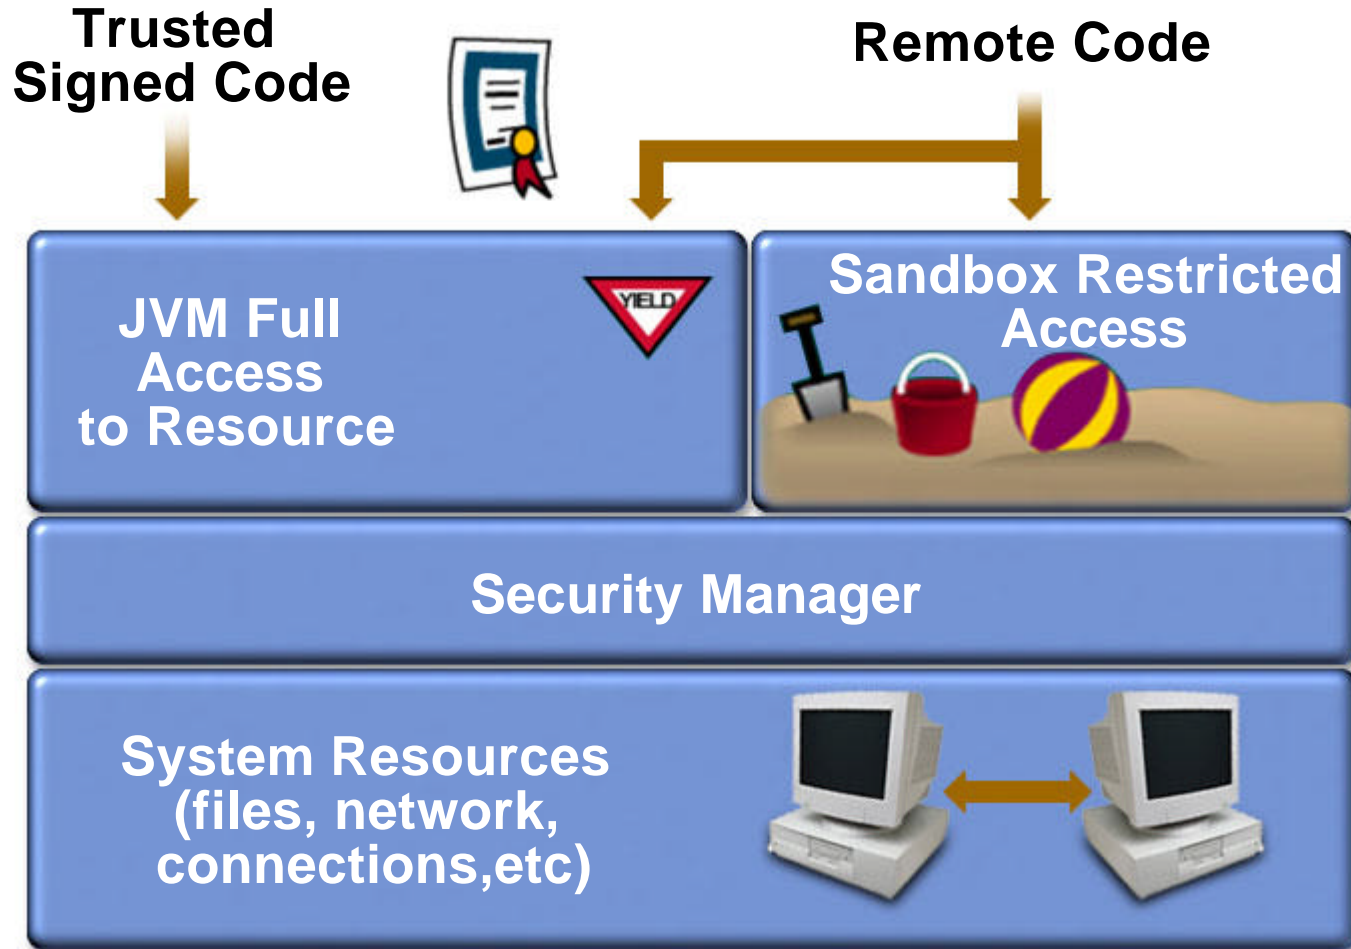 Trusted
Signed Code
Remote Code
JVM Full
Access
to Resource
YIELD
Sandbox Restricted
Access
Security Manager
System Resources
(files, network,
connections,etc)